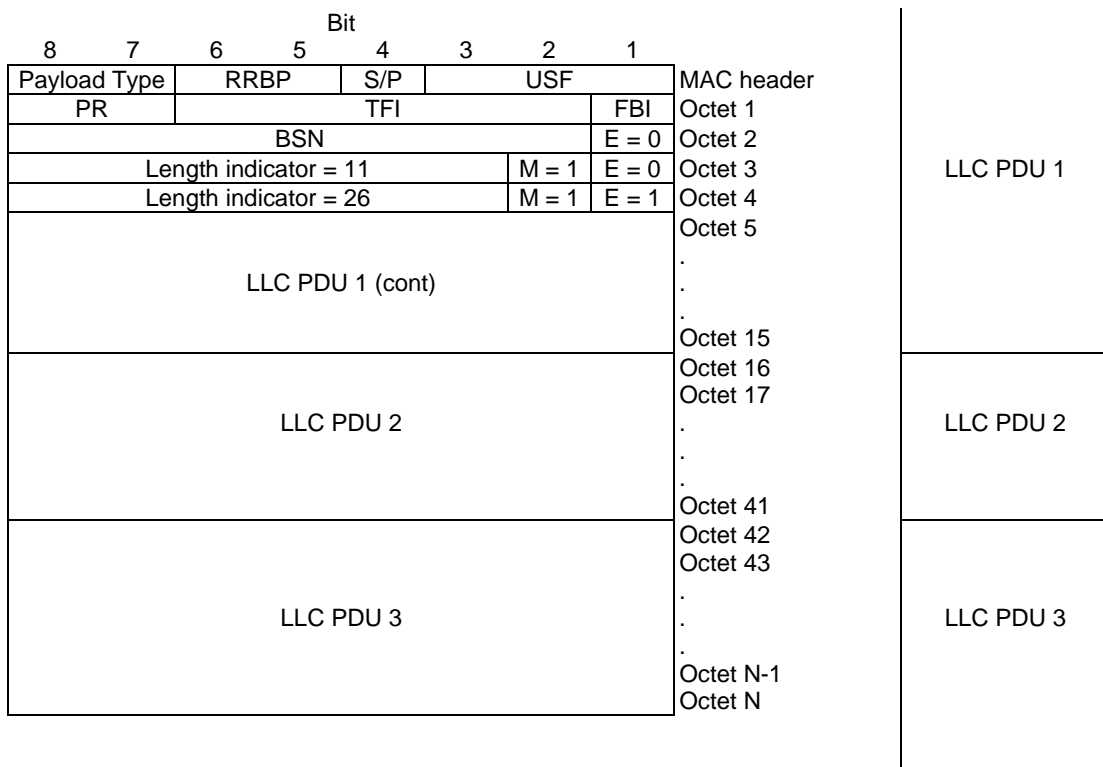 Bit
8 7 6 5 4 3 2 1
Payload Type RRBP S/P USF MAC header
PR TFI FBI Octet 1
BSN E = 0 Octet 2
Length indicator = 11 M = 1 E = 0 Octet 3
Length indicator = 26 M = 1 E = 1 Octet 4
LLC PDU 1
Octet 5
.
LLC PDU 1 (cont) .
.
Octet 15
Octet 16
Octet 17
LLC PDU 2 . LLC PDU 2
.
.
Octet 41
Octet 42
Octet 43
.
LLC PDU 3 . LLC PDU 3
.
Octet N-1
Octet N